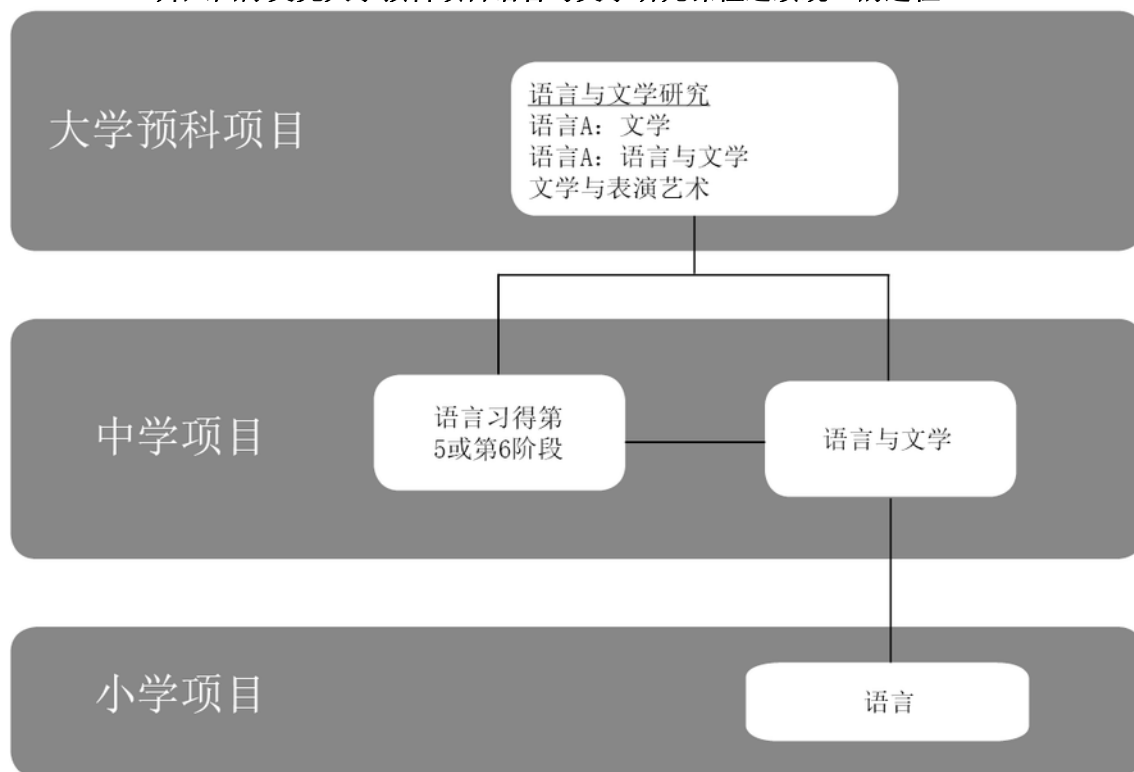 大学预科项目
语言与文学研究
语言A：文学
语言A：语言与文学
文学与表演艺术
中学项目
语言习得第
5或第6阶段
语言与文学
小学项目
语言